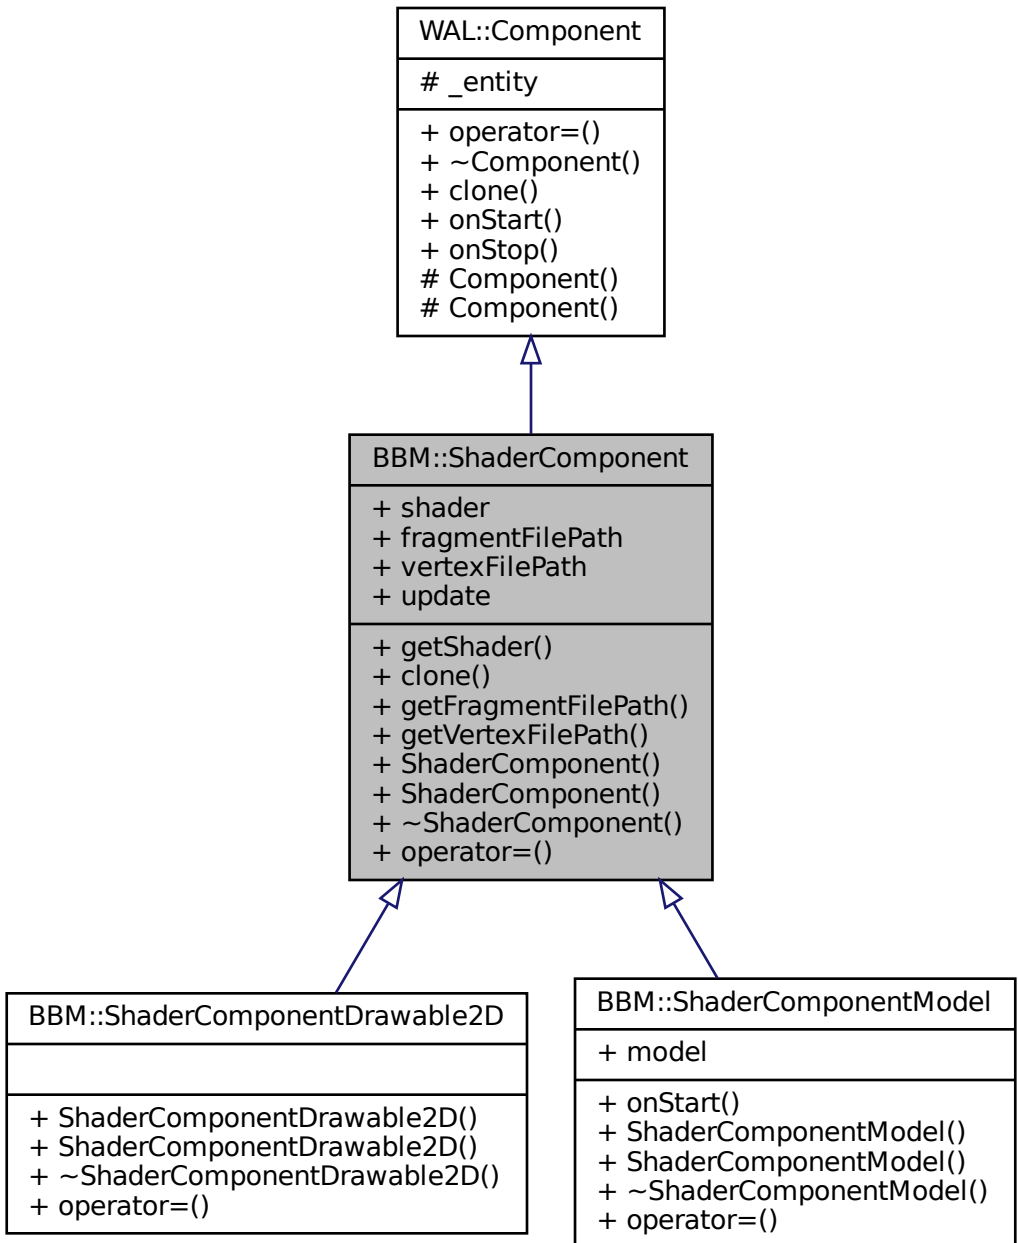 WAL::Component
# _entity
+ operator=()
+ ~Component()
+ clone()
+ onStart()
+ onStop()
# Component()
# Component()
BBM::ShaderComponent
+ shader
+ fragmentFilePath
+ vertexFilePath
+ update
+ getShader()
+ clone()
+ getFragmentFilePath()
+ getVertexFilePath()
+ ShaderComponent()
+ ShaderComponent()
+ ~ShaderComponent()
+ operator=()
BBM::ShaderComponentDrawable2D
+ ShaderComponentDrawable2D()
+ ShaderComponentDrawable2D()
+ ~ShaderComponentDrawable2D()
+ operator=()
BBM::ShaderComponentModel
+ model
+ onStart()
+ ShaderComponentModel()
+ ShaderComponentModel()
+ ~ShaderComponentModel()
+ operator=()